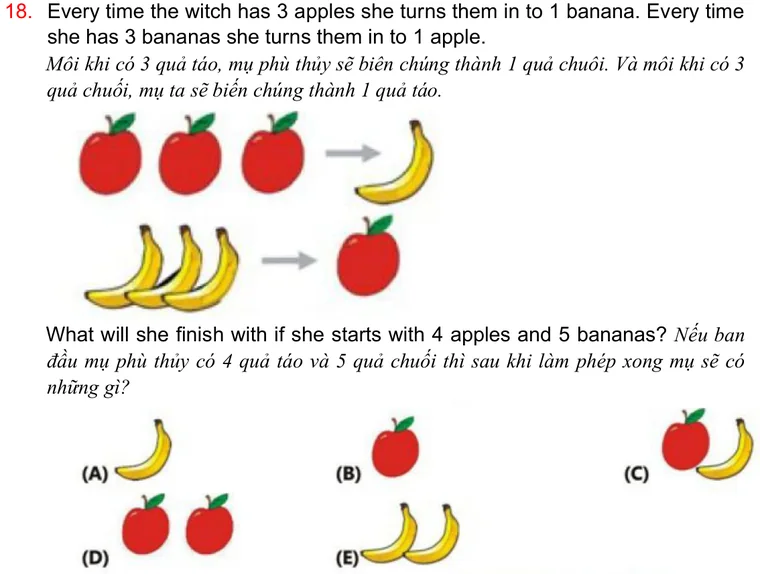 18. Every time the witch has 3 apples she turns them in to 1 banana. Every time
she has 3 bananas she turns them in to 1 apple.
Mỗi khi có 3 quả táo, mụ phù thủy sẽ biến chúng thành 1 quả chuối. Và mỗi khi có 3
quả chuối, mụ ta sẽ biến chúng thành 1 quả táo.
What will she finish with if she starts with 4 apples and 5 bananas? Nếu ban
đầu mụ phù thủy có 4 quả táo và 5 quả chuối thì sau khi làm phép xong mụ sẽ có
những gì?
(A) (B) (C)
(D) (E)